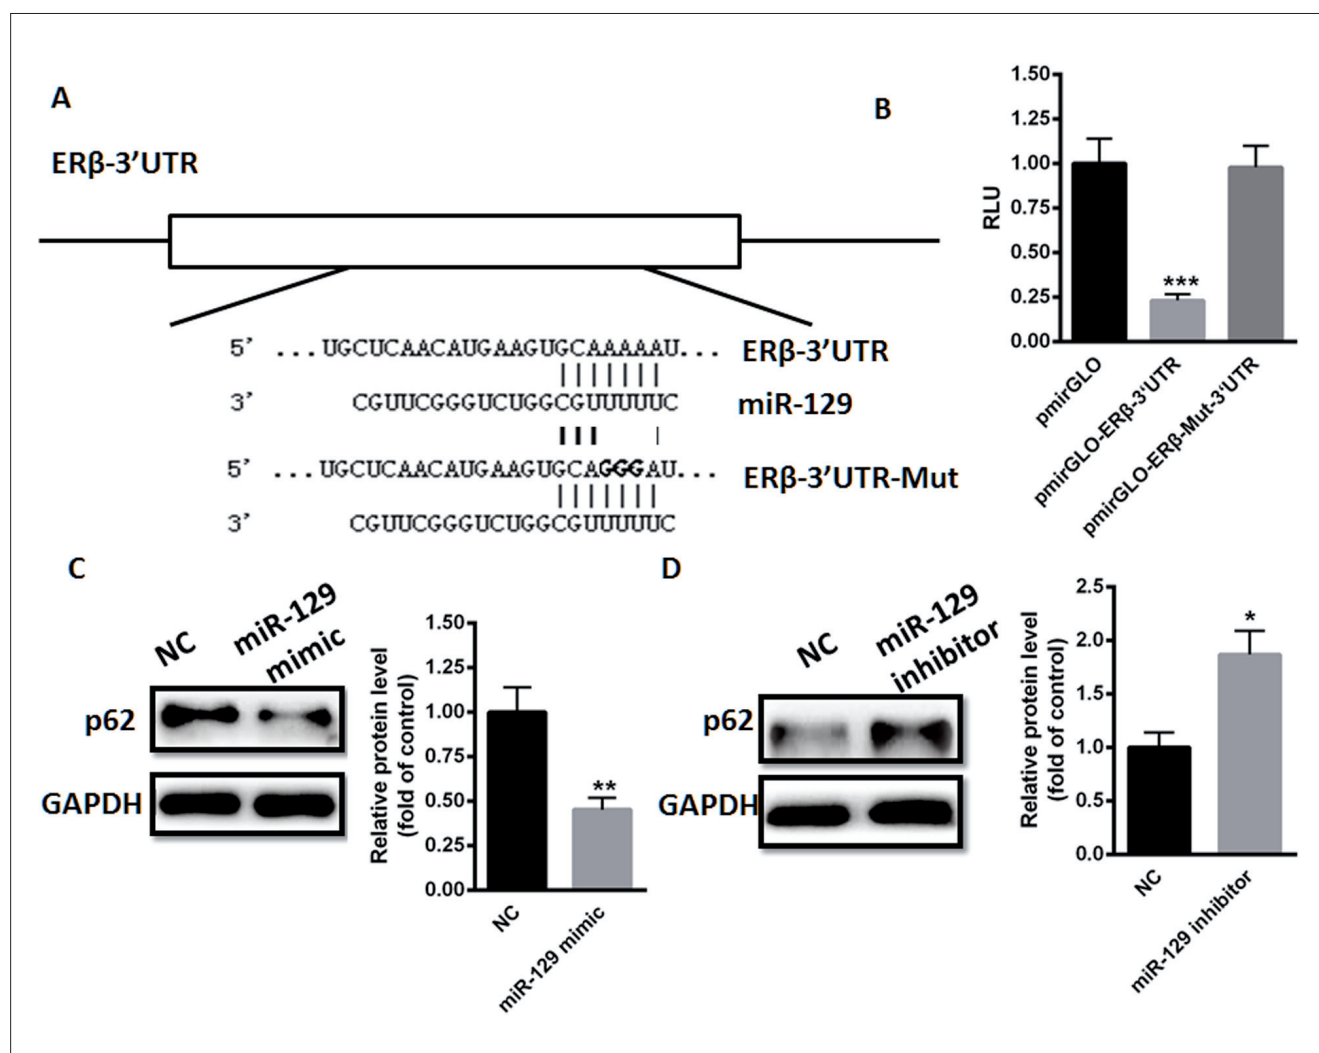 A
ERβ-3'UTR
5' ...UGCUCAACAUGAAGUGCAAAAAU... ERβ-3'UTR
3' CGUUCGGGUCUGGCGUUUUUC miR-129
5' ...UGCUCAACAUGAAGUGCAGGGAU... ERβ-3'UTR-Mut
3' CGUUCGGGUCUGGCGUUUUUC
B
RLU
1.50
1.25
1.00
0.75
0.50
0.25
0.00
***
pmirGLO
pmirGLO-ERβ-3'UTR
pmirGLO-ERβ-Mut-3'UTR
C
NC
miR-129
mimic
p62
GAPDH
Relative protein level
(fold of control)
1.50
1.25
1.00
0.75
0.50
0.25
0.00
**
NC
miR-129 mimic
D
NC
miR-129
inhibitor
p62
GAPDH
Relative protein level
(fold of control)
2.5
2.0
1.5
1.0
0.5
0.0
*
NC
miR-129 inhibitor